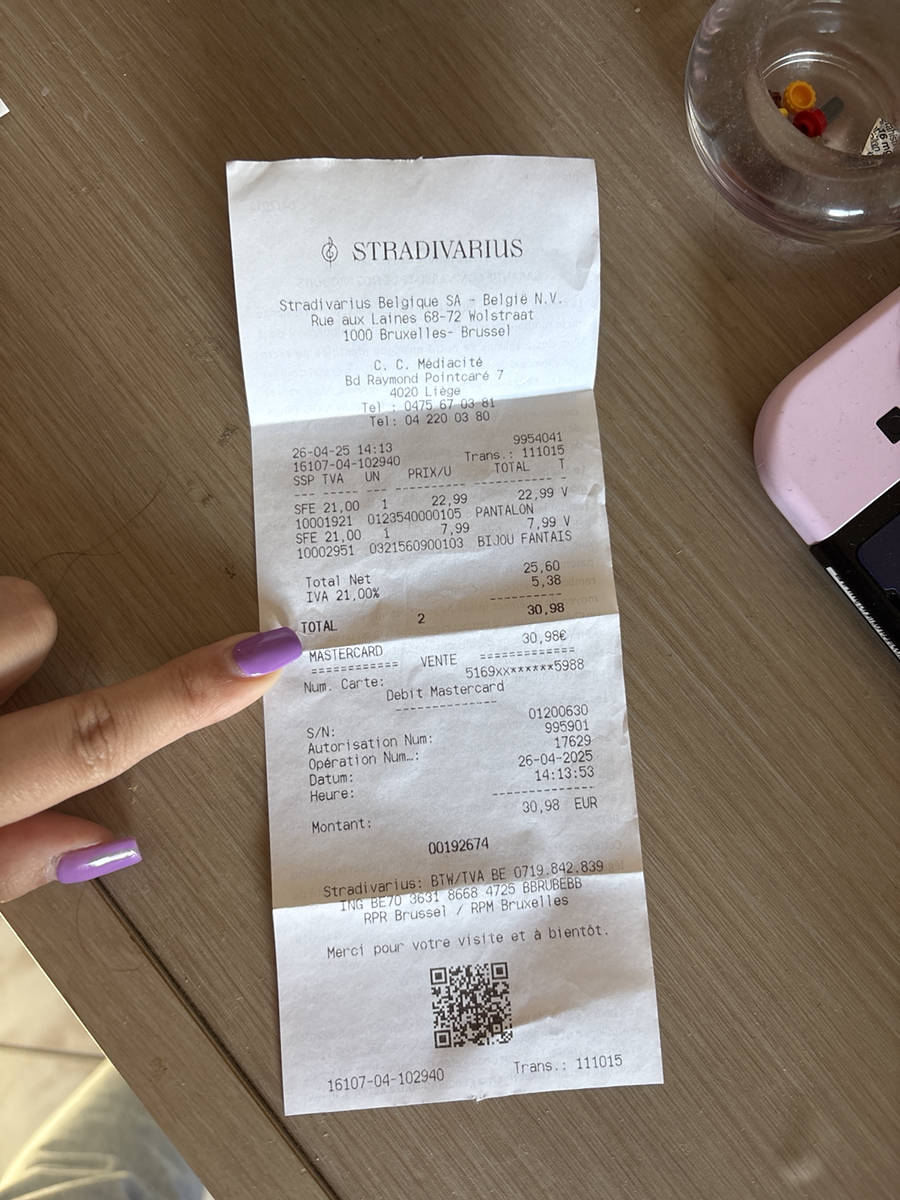 STRADIVARIUS
Stradivarius Belgique SA - België N.V.
Rue aux Laines 68-72 Wolstraat
1000 Bruxelles- Brussel
C. C. Médiacité
Bd Raymond Pointcaré 7
4020 Liège
Tel : 0475 67 03 81
Tel: 04 220 03 80
26-04-25 14:13 9954041
16107-04-102940 Trans.: 111015
SSP TVA UN PRIX/U TOTAL T
SFE 21,00 1 22,99 22,99 V
10001921 0123540000105 PANTALON
SFE 21,00 1 7,99 7,99 V
10002951 0321560900103 BIJOU FANTAIS
Total Net 25,60
IVA 21,00% 5,38
TOTAL 2 30,98
MASTERCARD 30,98€
VENTE
Num. Carte: 5169xx******5988
Debit Mastercard
S/N: 01200630
Autorisation Num: 995901
Opération Num…: 17629
Datum: 26-04-2025
Heure: 14:13:53
Montant: 30,98 EUR
00192674
Stradivarius: BTW/TVA BE 0719.842.839
ING BE70 3631 8668 4725 BBRUBEBB
RPR Brussel / RPM Bruxelles
Merci pour votre visite et à bientôt.
16107-04-102940 Trans.: 111015